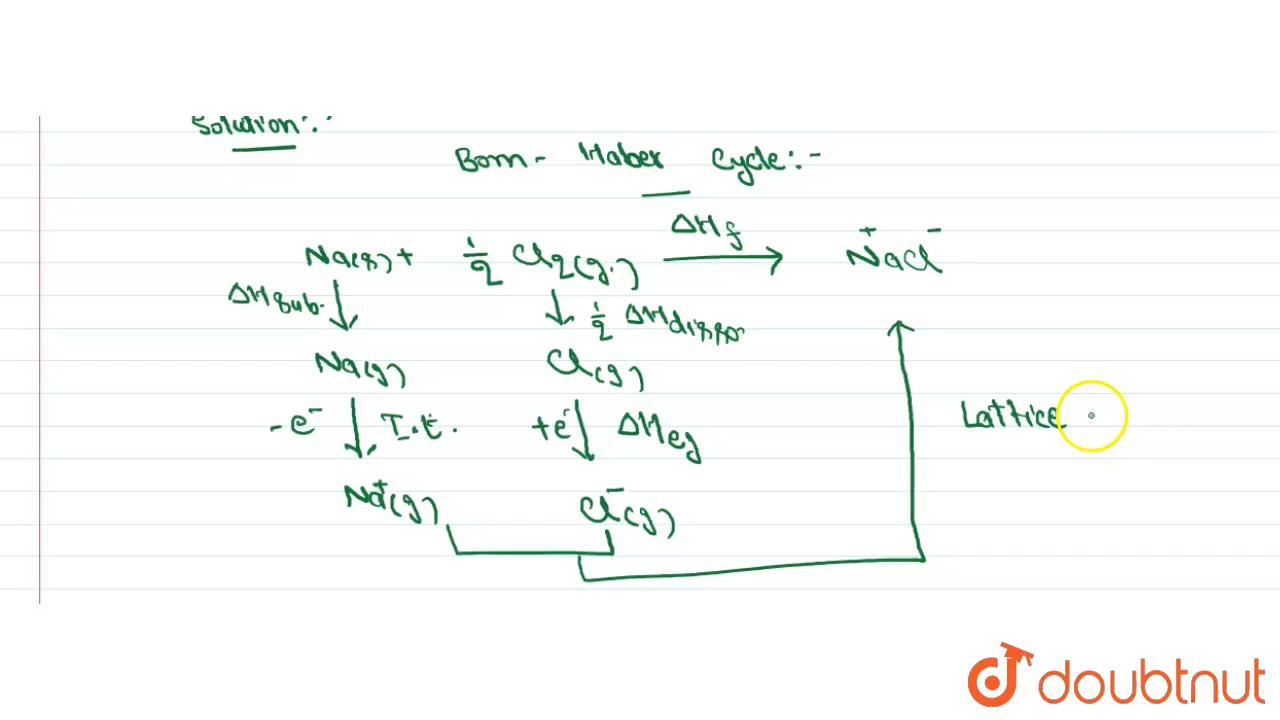 Solution:-
Born- Haber Cycle:-
ΔHf
Na(s)+ 1/2 Cl2(g.) → Na+Cl-
ΔHsub. ↓ ↓ 1/2 ΔHdisso
Na(g) Cl(g)
-e- ↓ I.E. +e- ↓ ΔHeg Lattice
Na+(g) Cl-(g)
doubtnut